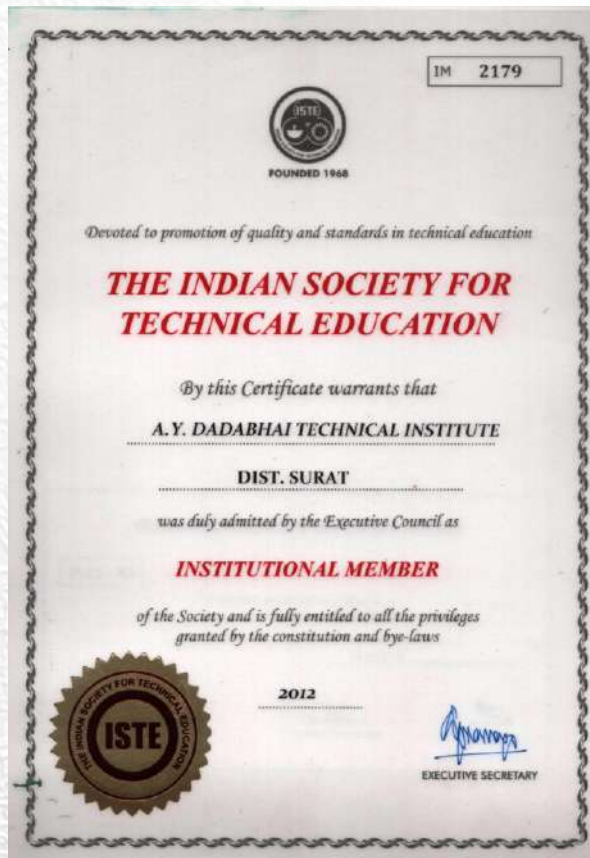 IM 2179
ISTE
FOUNDED 1968
Devoted to promotion of quality and standards in technical education
THE INDIAN SOCIETY FOR
TECHNICAL EDUCATION
By this Certificate warrants that
A.Y. DADABHAI TECHNICAL INSTITUTE
DIST. SURAT
was duly admitted by the Executive Council as
INSTITUTIONAL MEMBER
of the Society and is fully entitled to all the privileges
granted by the constitution and bye-laws
2012
THE INDIAN SOCIETY FOR TECHNICAL EDUCATION
ISTE
EXECUTIVE SECRETARY